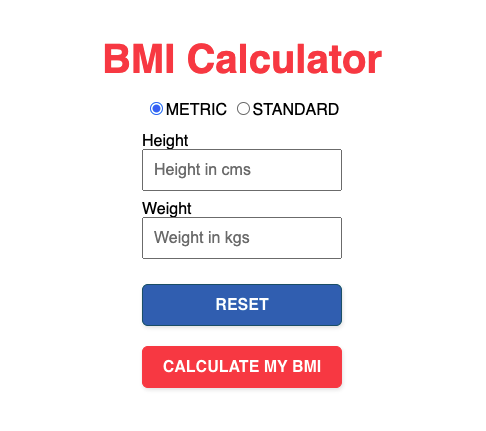 BMI Calculator
METRIC STANDARD
Height
Height in cms
Weight
Weight in kgs
RESET
CALCULATE MY BMI